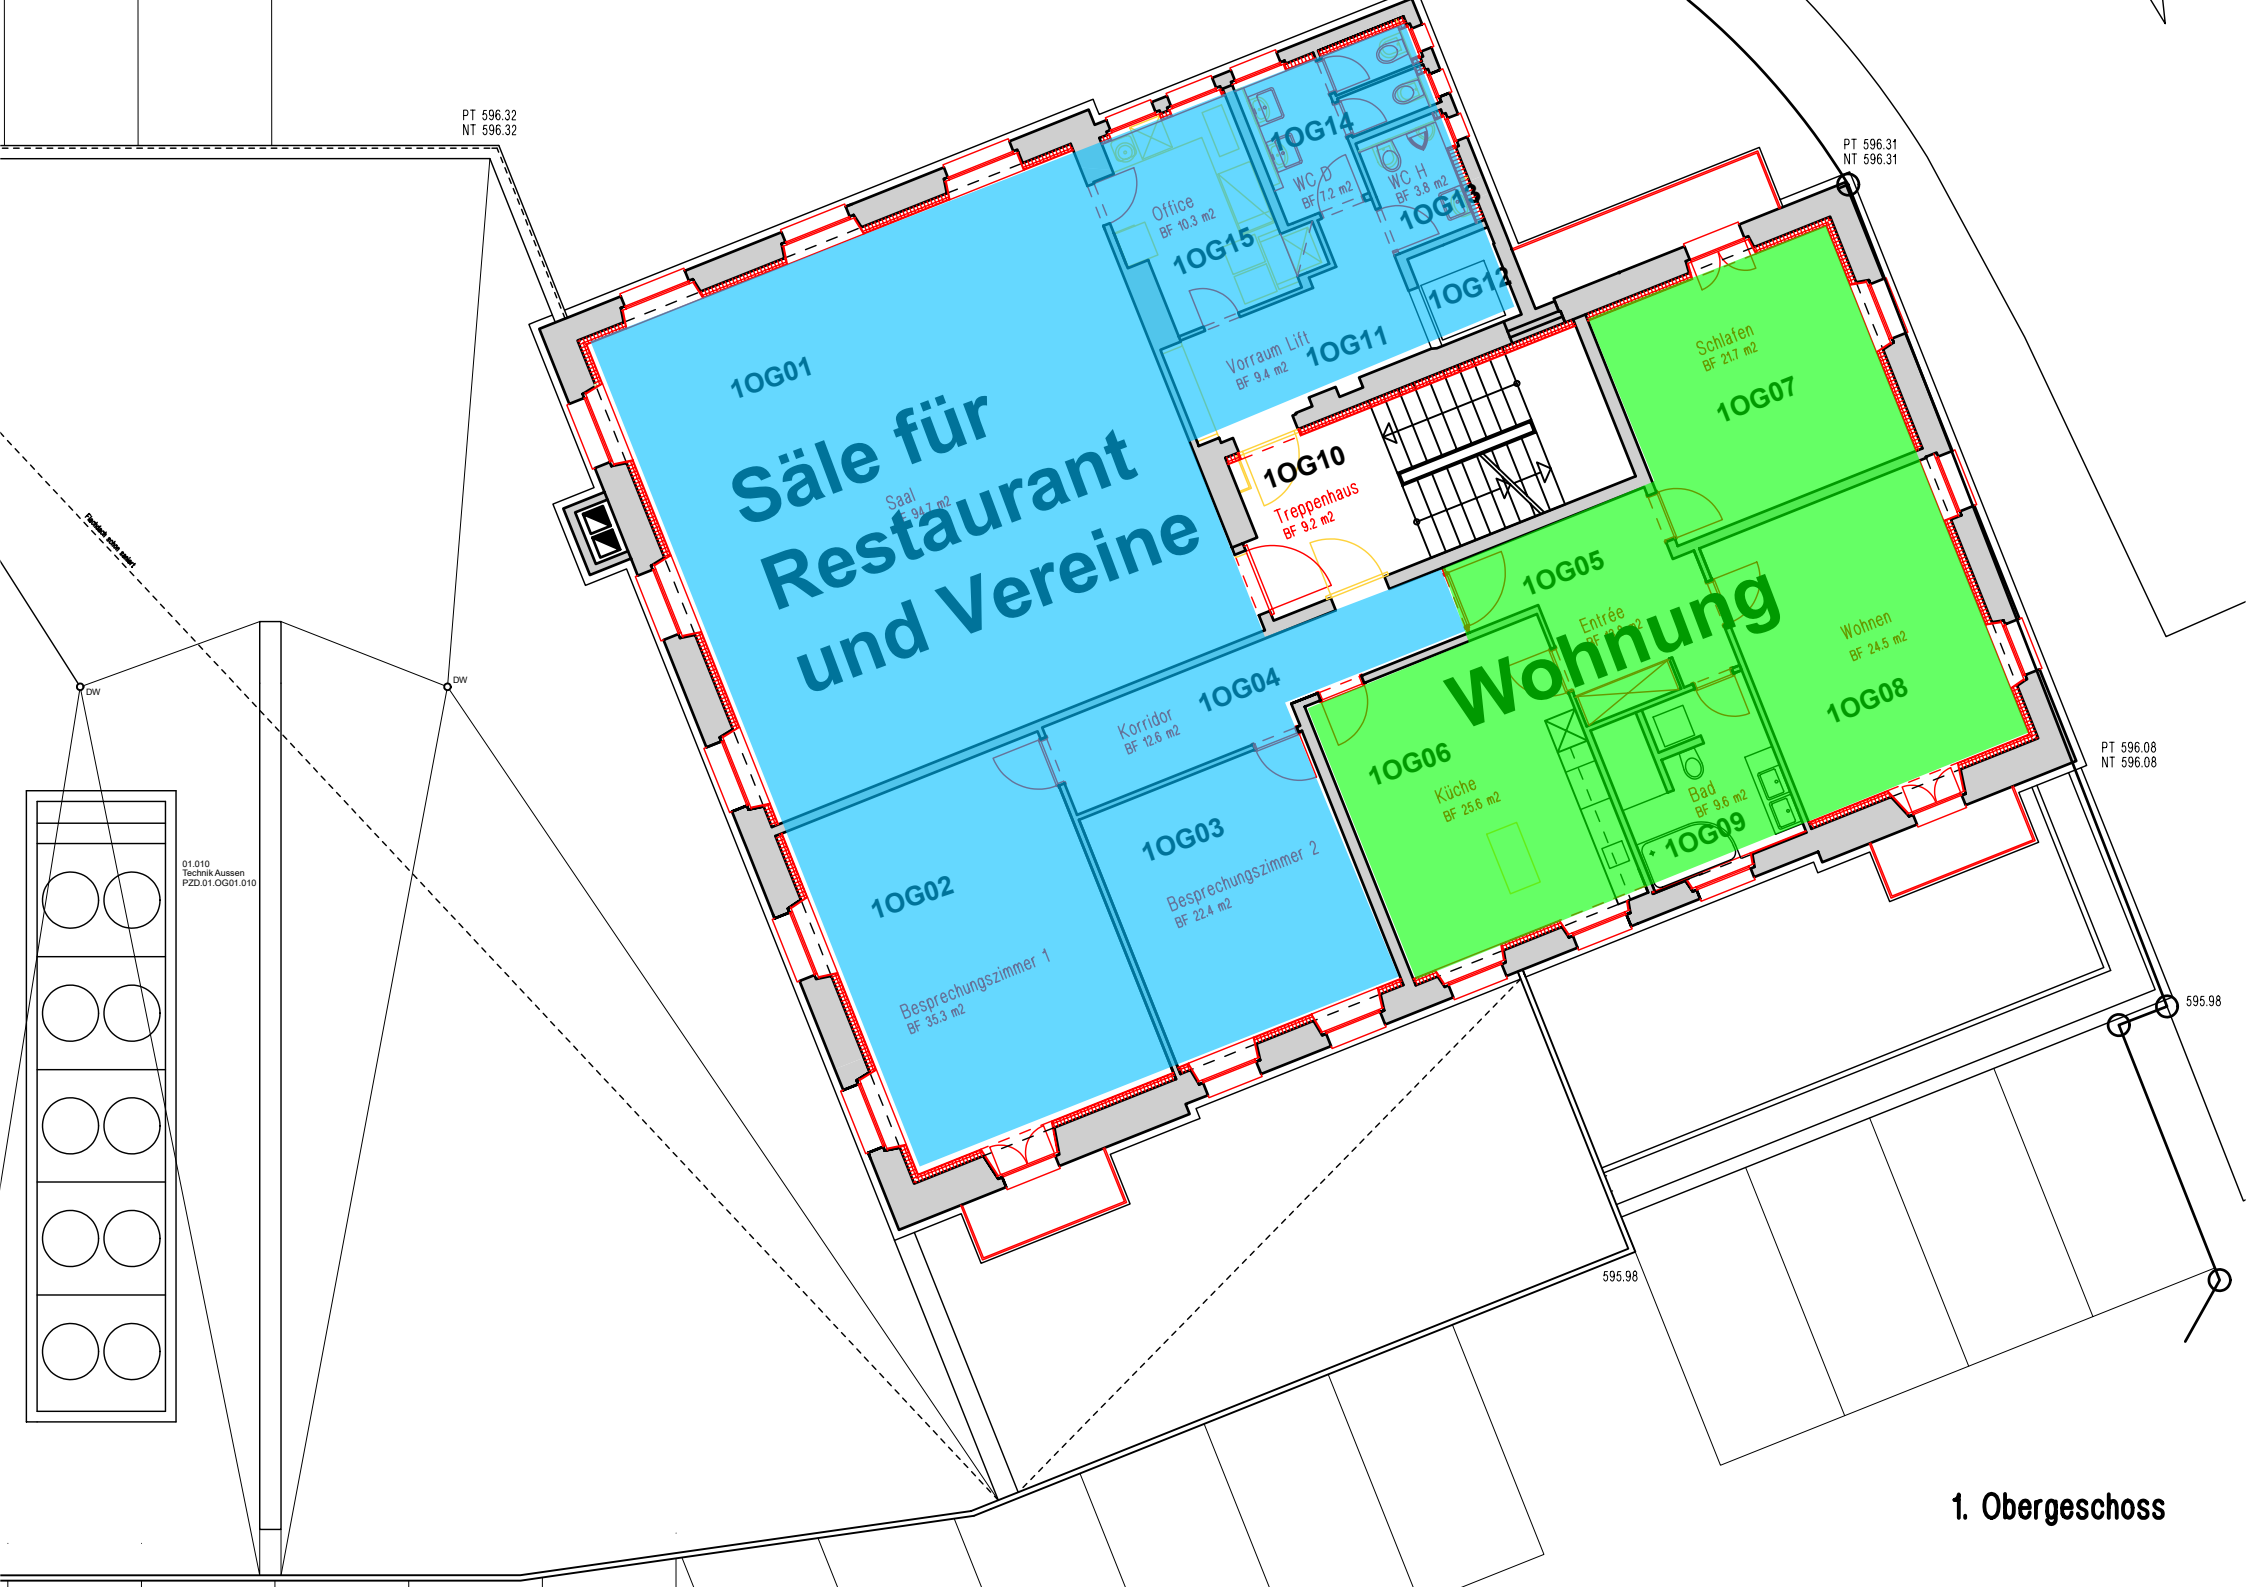 PT 596.32
NT 596.32
PT 596.31
NT 596.31
1OG14
WC D
BF 7.2 m2
WC H
BF 3.8 m2
1OG13
Office
BF 10.3 m2
1OG15
1OG12
Vorraum Lift
BF 9.4 m2
1OG11
1OG01
Säle für
Restaurant
und Vereine
Saal
BF 94.7 m2
1OG10
Treppenhaus
BF 9.2 m2
Schlafen
BF 21.7 m2
1OG07
1OG05
Entrée
Wohnung
Wohnen
BF 24.5 m2
1OG08
1OG04
Korridor
BF 12.6 m2
1OG06
Küche
BF 25.6 m2
Bad
BF 9.6 m2
1OG09
1OG03
Besprechungszimmer 2
BF 22.4 m2
1OG02
Besprechungszimmer 1
BF 35.3 m2
DW
DW
01.010
Technik Aussen
PZD.01.OG01.010
PT 596.08
NT 596.08
595.98
595.98
1. Obergeschoss